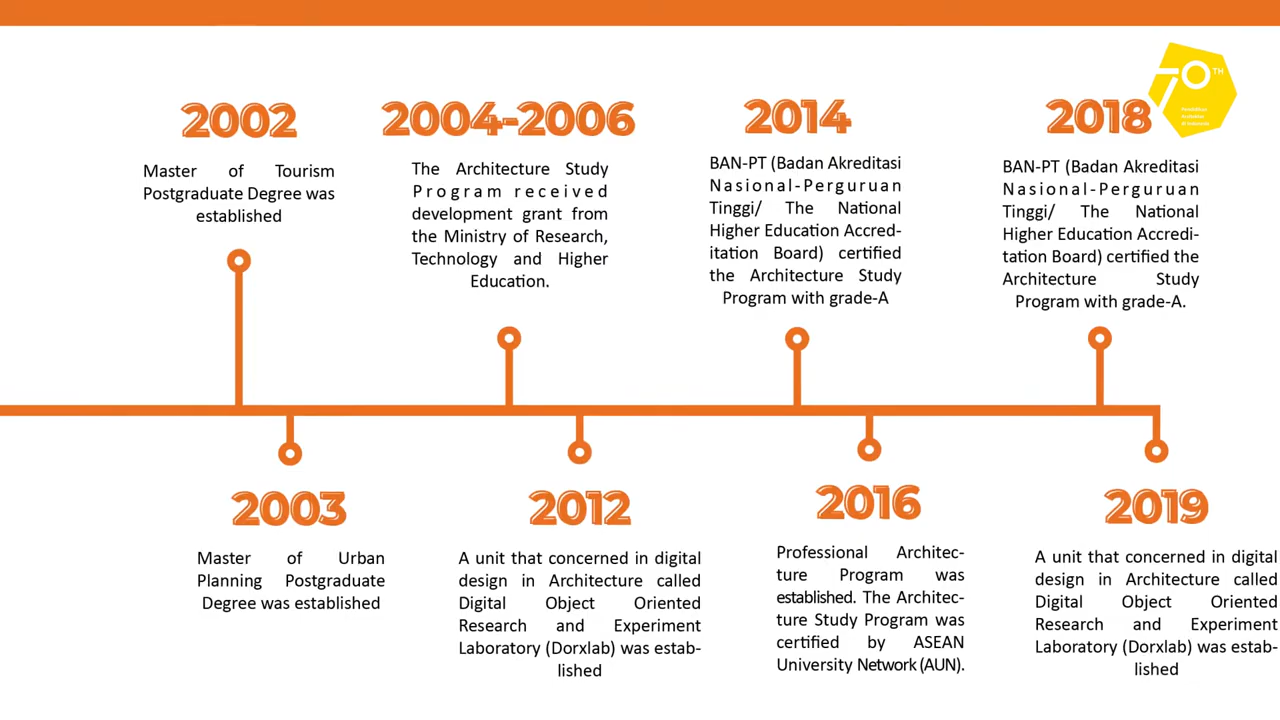 2002
Master of Tourism
Postgraduate Degree was
established
2004-2006
The Architecture Study
Program received
development grant from
the Ministry of Research,
Technology and Higher
Education.
2014
BAN-PT (Badan Akreditasi
Nasional-Perguruan
Tinggi/ The National
Higher Education Accred-
itation Board) certified
the Architecture Study
Program with grade-A
2018
BAN-PT (Badan Akreditasi
Nasional-Perguruan
Tinggi/ The National
Higher Education Accredi-
tation Board) certified the
Architecture Study
Program with grade-A.
70TH
Pendidikan
Arsitektur
di Indonesia
2003
Master of Urban
Planning Postgraduate
Degree was established
2012
A unit that concerned in digital
design in Architecture called
Digital Object Oriented
Research and Experiment
Laboratory (Dorxlab) was estab-
lished
2016
Professional Architec-
ture Program was
established. The Architec-
ture Study Program was
certified by ASEAN
University Network (AUN).
2019
A unit that concerned in digital
design in Architecture called
Digital Object Oriented
Research and Experiment
Laboratory (Dorxlab) was estab-
lished